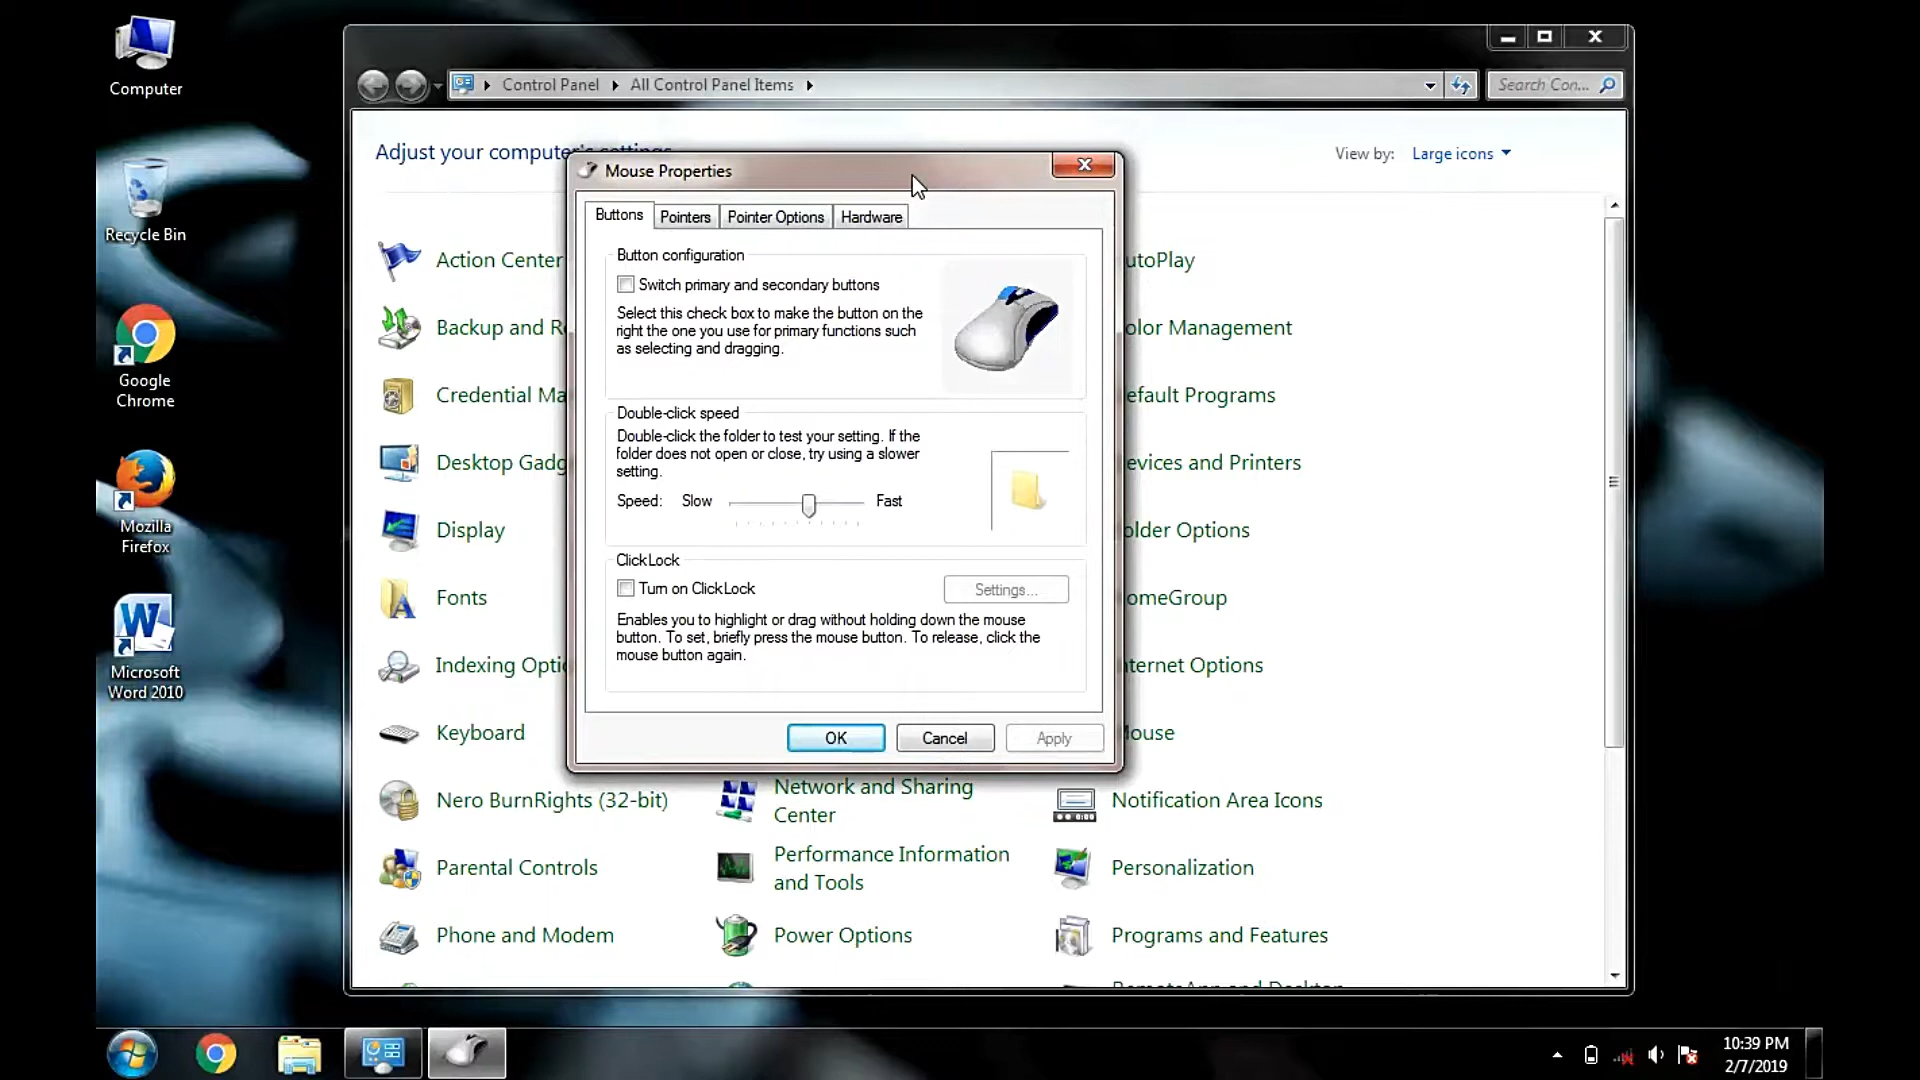 Computer
Recycle Bin
Google
Chrome
Mozilla
Firefox
Microsoft
Word 2010
Control Panel
All Control Panel Items
Search Con...
Adjust your computer's settings
View by:
Large icons
Action Center
Backup and R
Credential Ma
Desktop Gadg
Display
Fonts
Indexing Optio
Keyboard
Nero BurnRights (32-bit)
Parental Controls
Phone and Modem
Network and Sharing
Center
Performance Information
and Tools
Power Options
utoPlay
olor Management
efault Programs
evices and Printers
older Options
omeGroup
nternet Options
Mouse
Notification Area Icons
Personalization
Programs and Features
RemoteApp and Desktop
Mouse Properties
Buttons
Pointers
Pointer Options
Hardware
Button configuration
Switch primary and secondary buttons
Select this check box to make the button on the
right the one you use for primary functions such
as selecting and dragging.
Double-click speed
Double-click the folder to test your setting. If the
folder does not open or close, try using a slower
setting.
Speed: Slow Fast
ClickLock
Turn on ClickLock
Settings...
Enables you to highlight or drag without holding down the mouse
button. To set, briefly press the mouse button. To release, click the
mouse button again.
OK
Cancel
Apply
10:39 PM
2/7/2019